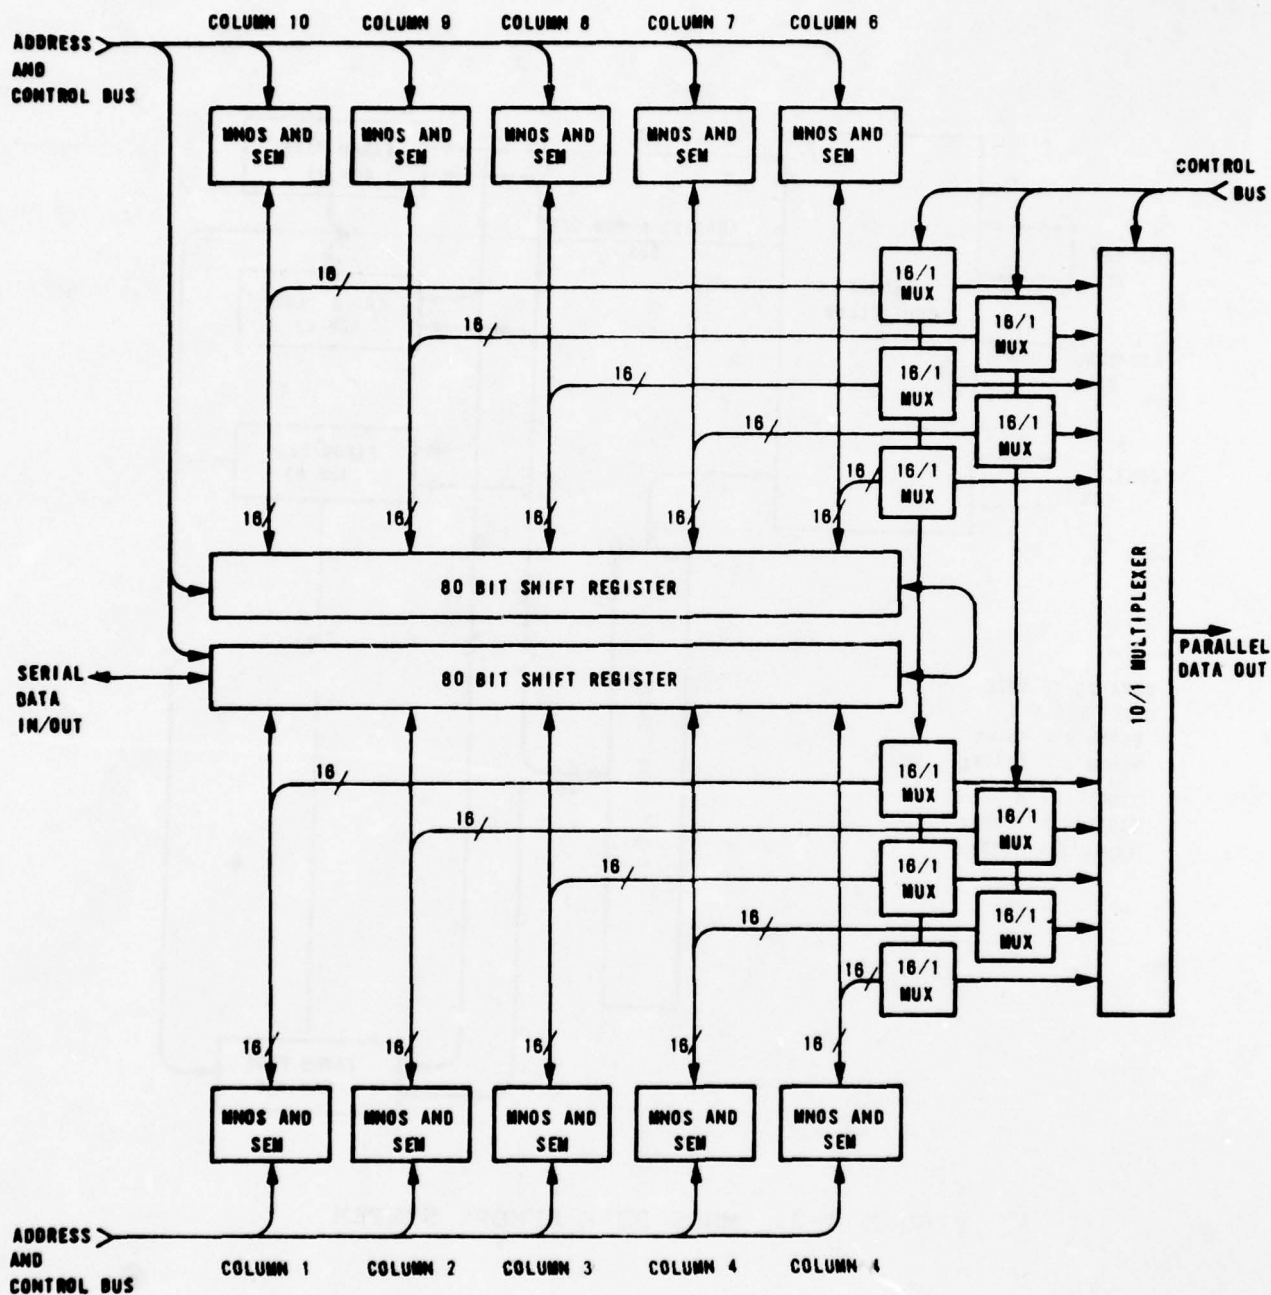 COLUMN 10 COLUMN 9 COLUMN 8 COLUMN 7 COLUMN 6
ADDRESS
AND
CONTROL BUS
MNOS AND
SEM
MNOS AND
SEM
MNOS AND
SEM
MNOS AND
SEM
MNOS AND
SEM
CONTROL
BUS
16
16/1
MUX
16
16/1
MUX
16
16/1
MUX
16
16/1
MUX
16
16/1
MUX
16 16 16 16 16
80 BIT SHIFT REGISTER
10/1 MULTIPLEXER
PARALLEL
DATA OUT
SERIAL
DATA
IN/OUT
80 BIT SHIFT REGISTER
16
16/1
MUX
16
16/1
MUX
16
16/1
MUX
16
16/1
MUX
16
16/1
MUX
16 16 16 16 16
MNOS AND
SEM
MNOS AND
SEM
MNOS AND
SEM
MNOS AND
SEM
MNOS AND
SEM
ADDRESS
AND
CONTROL BUS
COLUMN 1 COLUMN 2 COLUMN 3 COLUMN 4 COLUMN 4